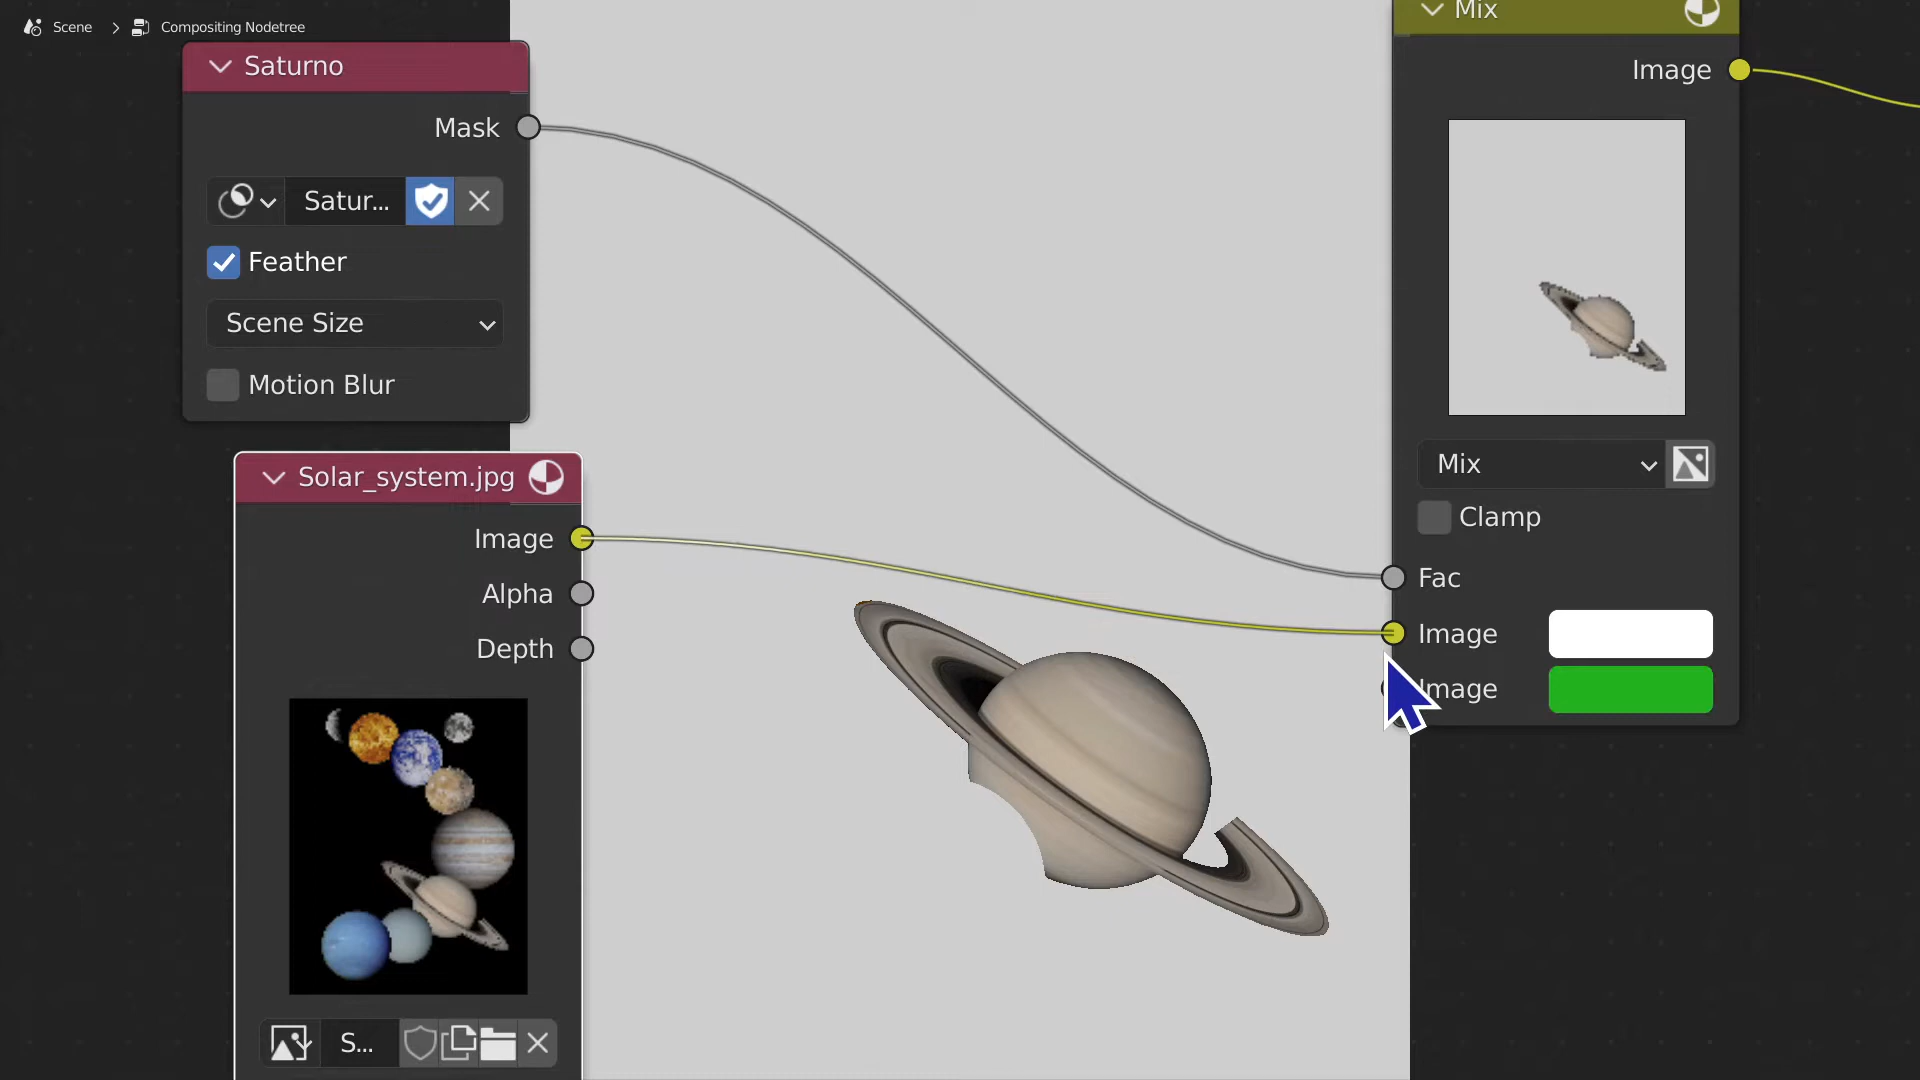 Scene
Compositing Nodetree
Saturno
Mask
Satur...
Feather
Scene Size
Motion Blur
Solar_system.jpg
Image
Alpha
Depth
S...
Mix
Image
Mix
Clamp
Fac
Image
Image